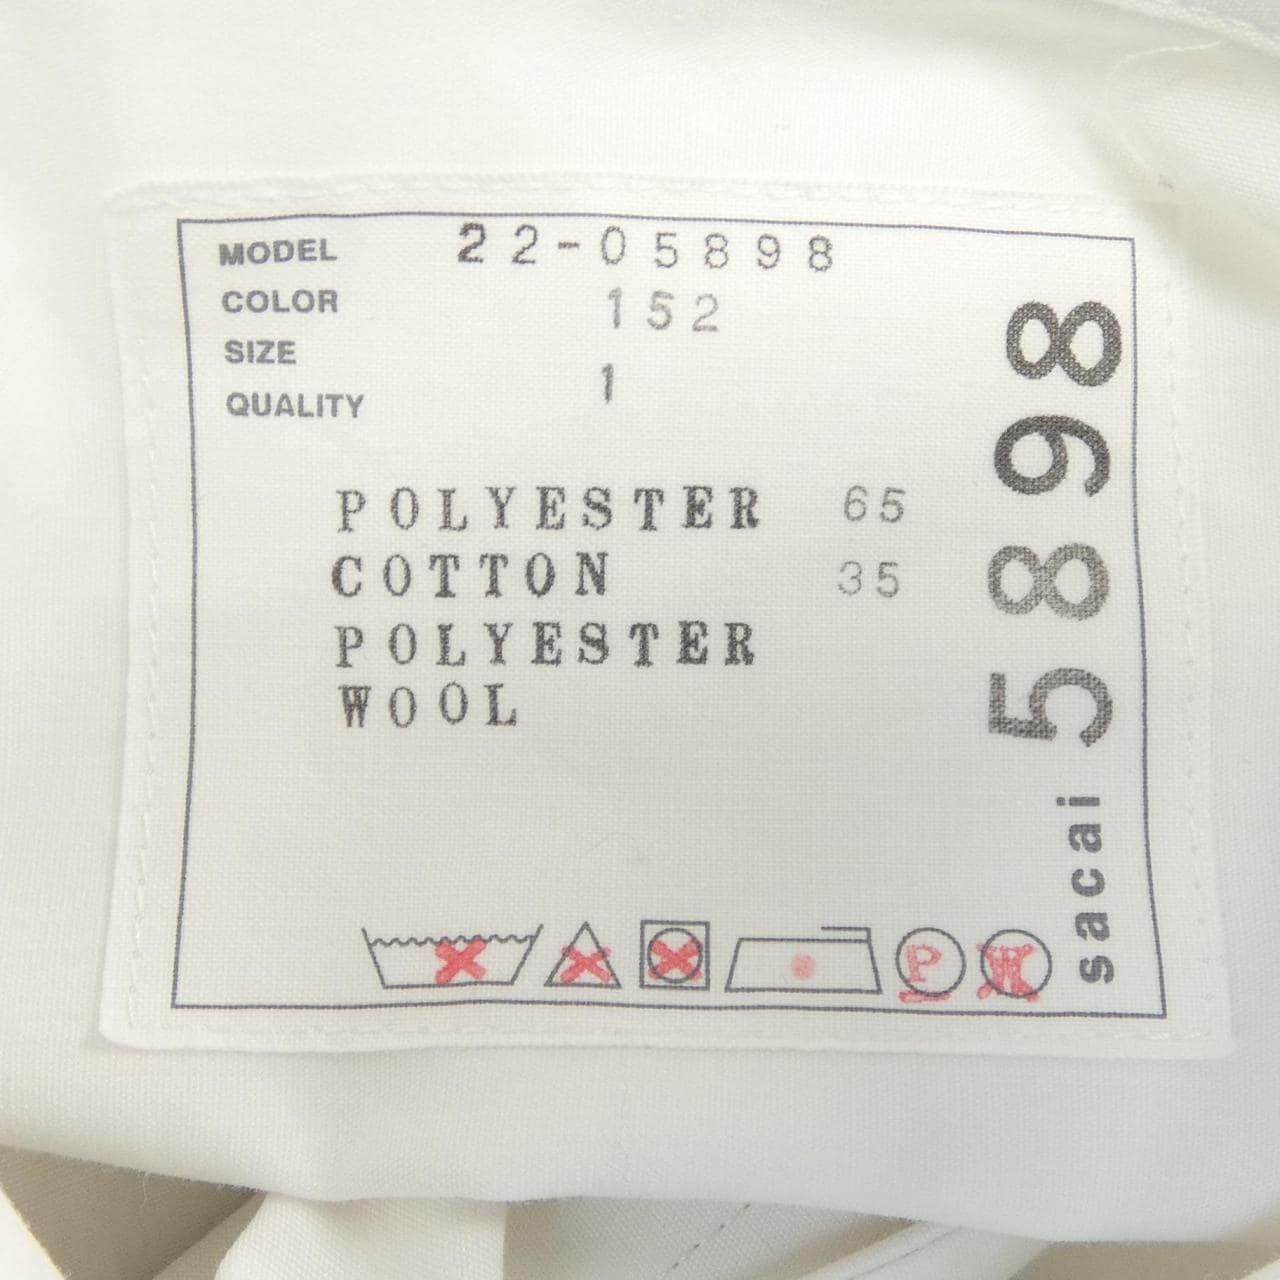 MODEL 22-05898
COLOR 152
SIZE 1
QUALITY
POLYESTER 65
COTTON 35
POLYESTER
WOOL
P W
sacai 5898